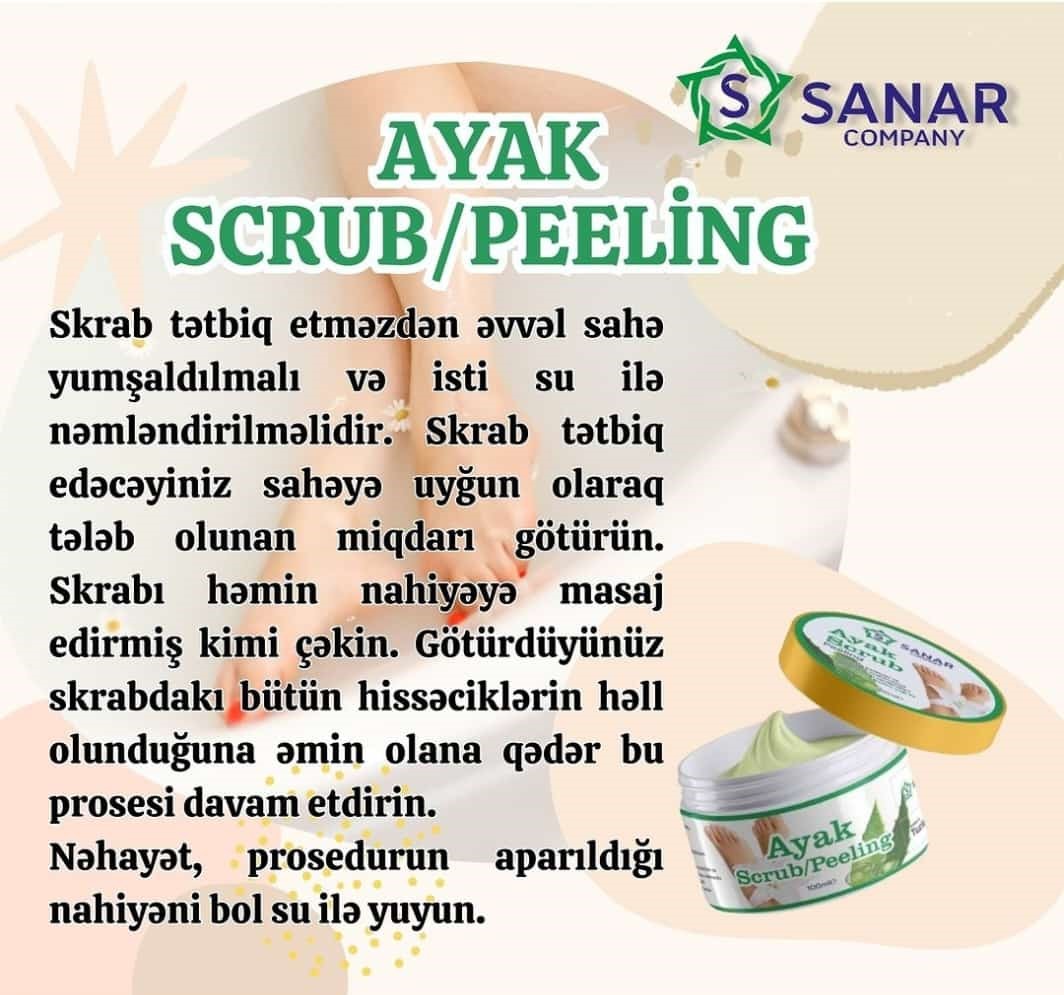 SANAR
COMPANY
AYAK
SCRUB/PEELİNG
Skrab tətbiq etməzdən əvvəl sahə
yumşaldılmalı və isti su ilə
nəmləndirilməlidir. Skrab tətbiq
edəcəyiniz sahəyə uyğun olaraq
tələb olunan miqdarı götürün.
Skrabı həmin nahiyəyə masaj
edirmiş kimi çəkin. Götürdüyünüz
skrabdakı bütün hissəciklərin həll
olunduğuna əmin olana qədər bu
prosesi davam etdirin.
Nəhayət, prosedurun aparıldığı
nahiyəni bol su ilə yuyun.
SANAR
Ayak
Scrub
Peeling
Ayak
Scrub/Peeling
100ml